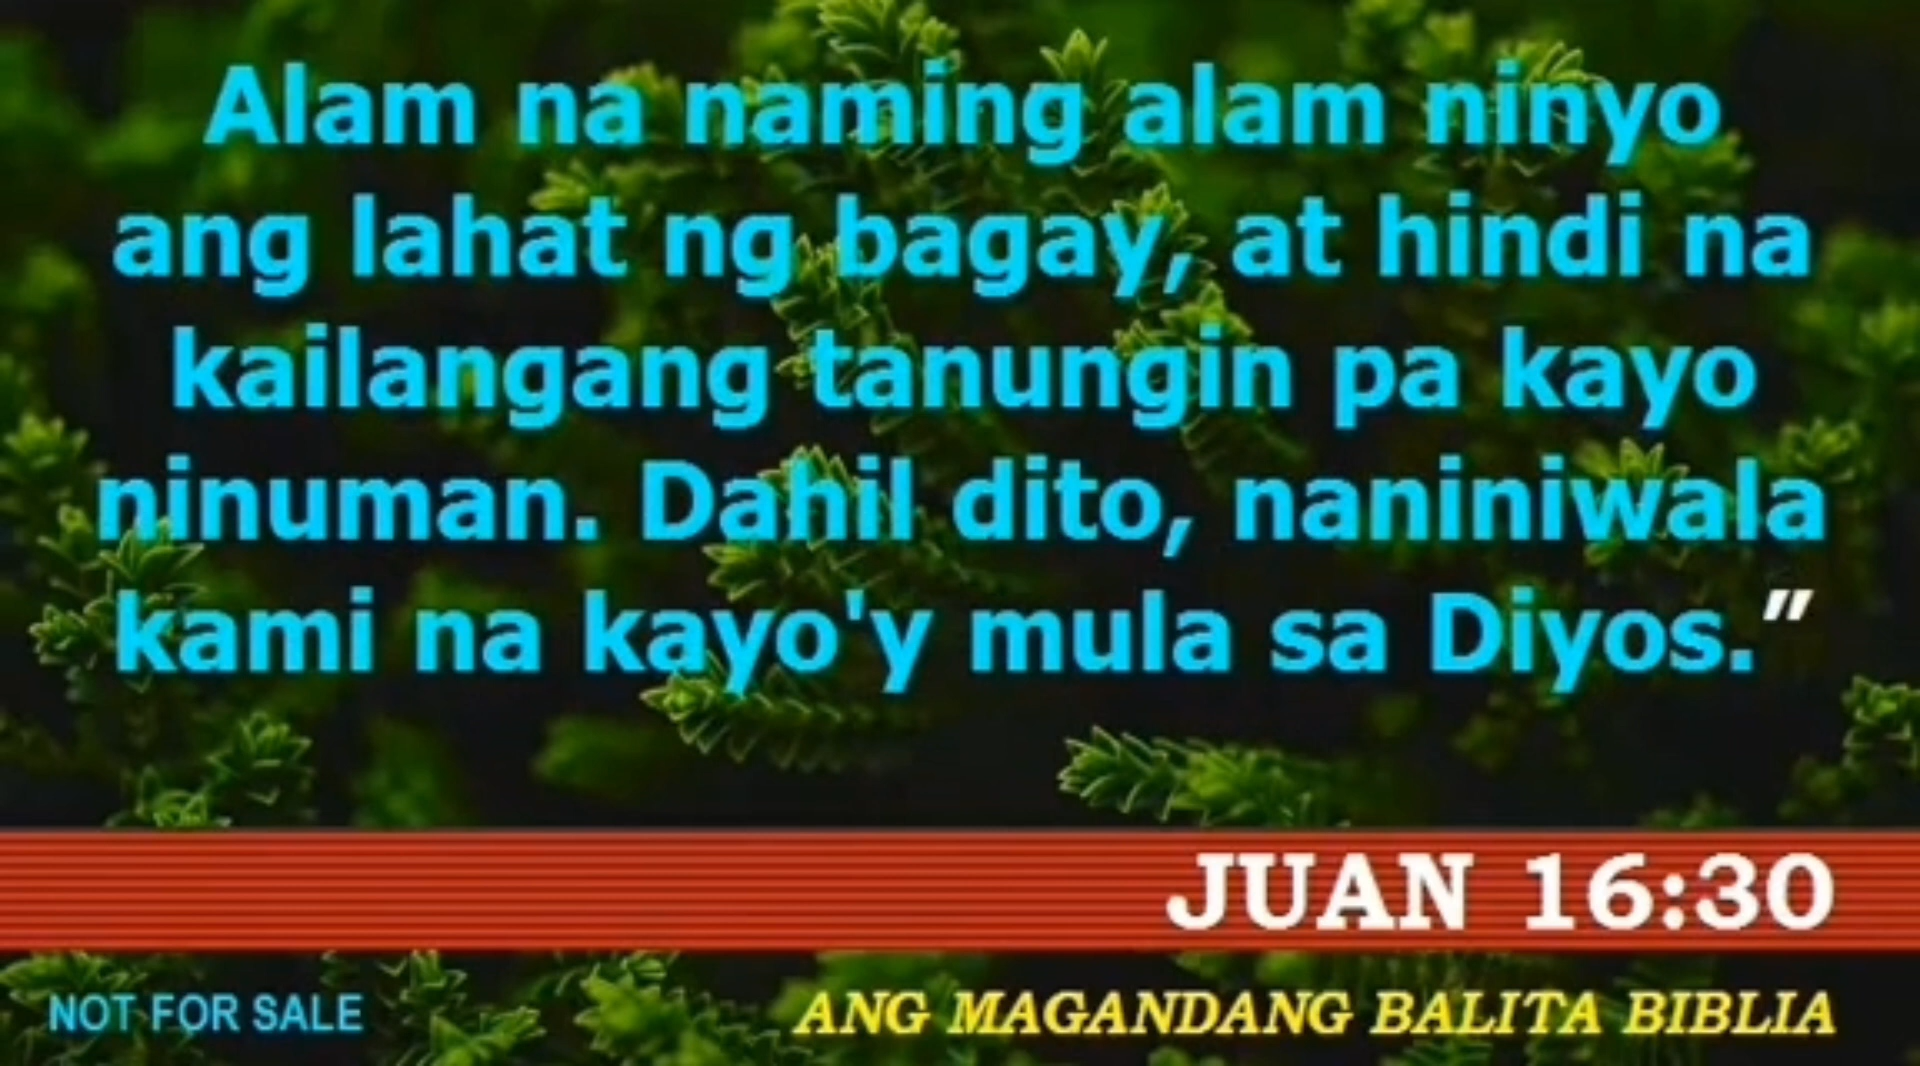 Alam na naming alam ninyo
ang lahat ng bagay, at hindi na
kailangang tanungin pa kayo
ninuman. Dahil dito, naniniwala
kami na kayo'y mula sa Diyos.”
JUAN 16:30
NOT FOR SALE
ANG MAGANDANG BALITA BIBLIA